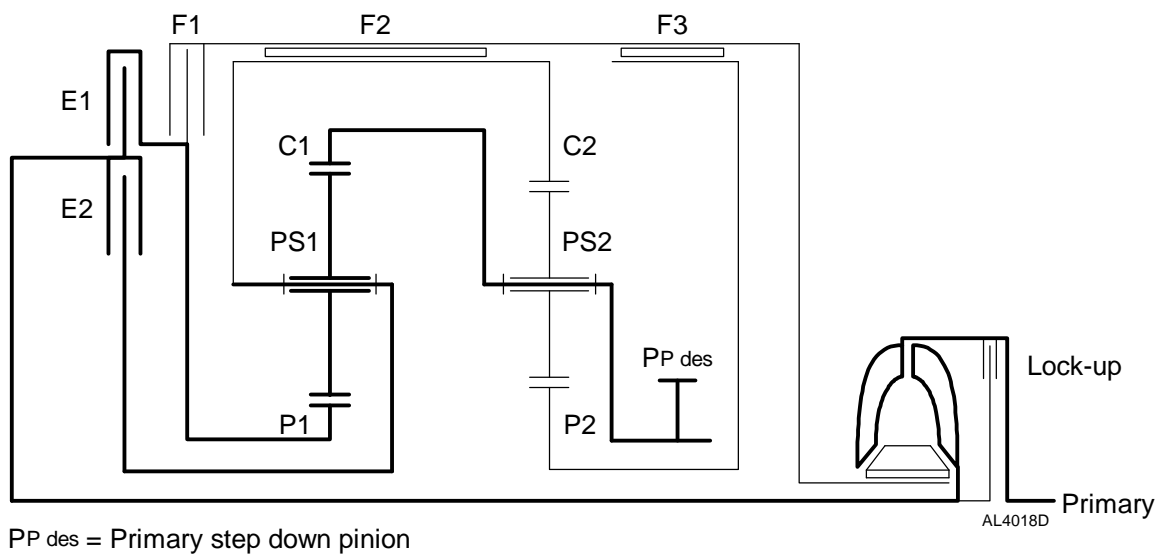 F1 F2 F3
E1
C1 C2
E2
PS1 PS2
PP des
Lock-up
P1 P2
Primary
AL4018D
PP des = Primary step down pinion